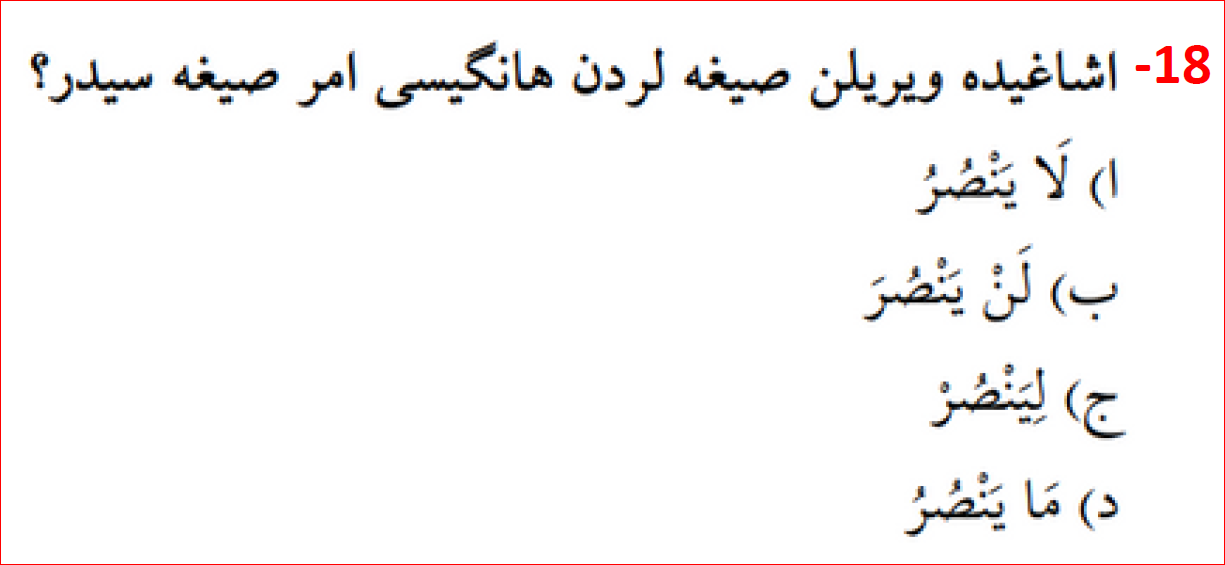 18- اشاغیده ویریلن صیغه لردن هانگیسی امر صیغه سیدر؟
ا) لَا يَنْصُرُ
ب) لَنْ يَنْصُرَ
ج) لِيَنْصُرْ
د) مَا يَنْصُرُ